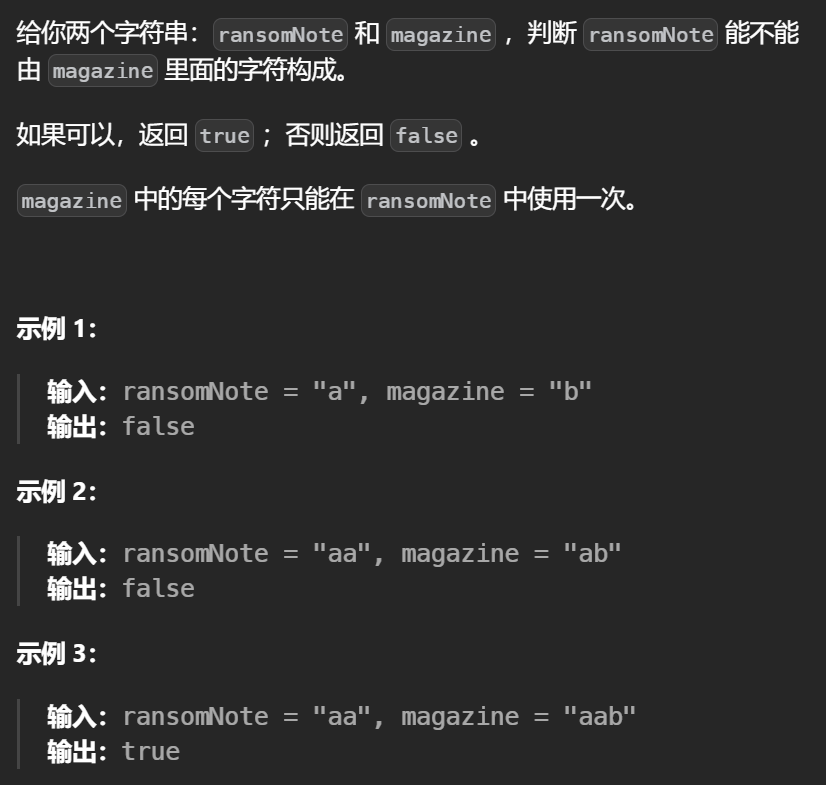 给你两个字符串：ransomNote 和 magazine ，判断 ransomNote 能不能
由 magazine 里面的字符构成。
如果可以，返回 true ；否则返回 false 。
magazine 中的每个字符只能在 ransomNote 中使用一次。
示例 1：
输入：ransomNote = "a", magazine = "b"
输出：false
示例 2：
输入：ransomNote = "aa", magazine = "ab"
输出：false
示例 3：
输入：ransomNote = "aa", magazine = "aab"
输出：true